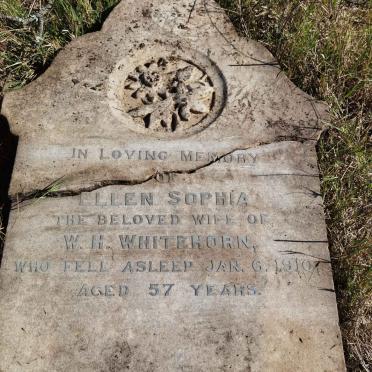 IN LOVING MEMORY
OF
ELLEN SOPHIA
THE BELOVED WIFE OF
W. H. WHITEHORN,
WHO FELL ASLEEP JAN. 6, 1910,
AGED 57 YEARS.